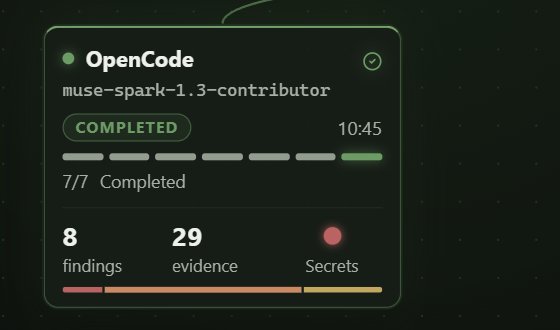 OpenCode
muse-spark-1.3-contributor
COMPLETED 10:45
7/7 Completed
8 29
findings evidence Secrets